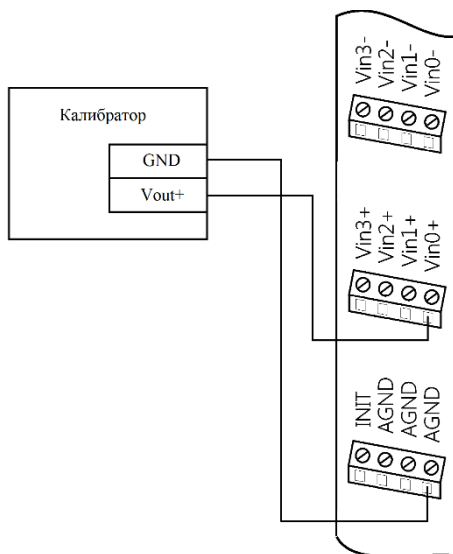 Калибратор
GND
Vout+
Vin3-
Vin2-
Vin1-
Vin0-
Vin3+
Vin2+
Vin1+
Vin0+
INIT
AGND
AGND
AGND